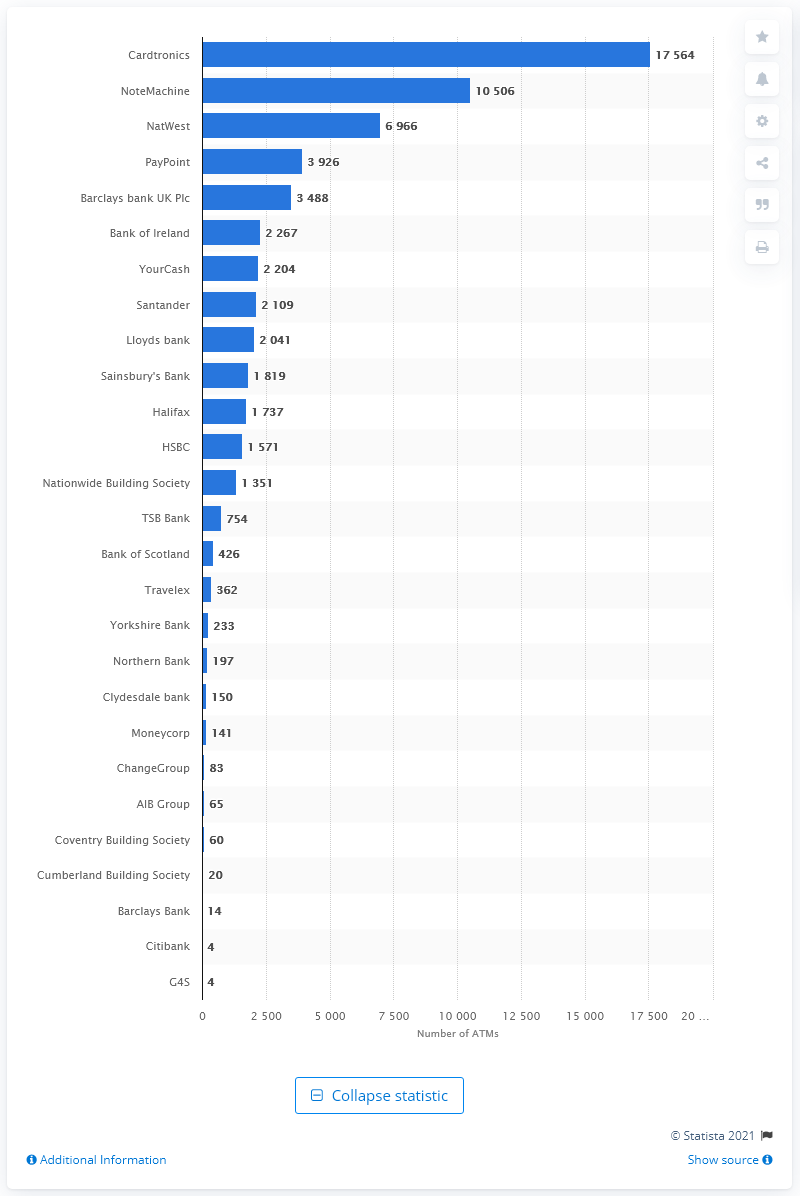 Cardtronics 17 564
NoteMachine 10 506
NatWest 6 966
PayPoint 3 926
Barclays bank UK Plc 3 488
Bank of Ireland 2 267
YourCash 2 204
Santander 2 109
Lloyds bank 2 041
Sainsbury's Bank 1 819
Halifax 1 737
HSBC 1 571
Nationwide Building Society 1 351
TSB Bank 754
Bank of Scotland 426
Travelex 362
Yorkshire Bank 233
Northern Bank 197
Clydesdale bank 150
Moneycorp 141
ChangeGroup 83
AIB Group 65
Coventry Building Society 60
Cumberland Building Society 20
Barclays Bank 14
Citibank 4
G4S 4
0 2 500 5 000 7 500 10 000 12 500 15 000 17 500 20 ...
Number of ATMs
Collapse statistic
© Statista 2021
Additional Information Show source